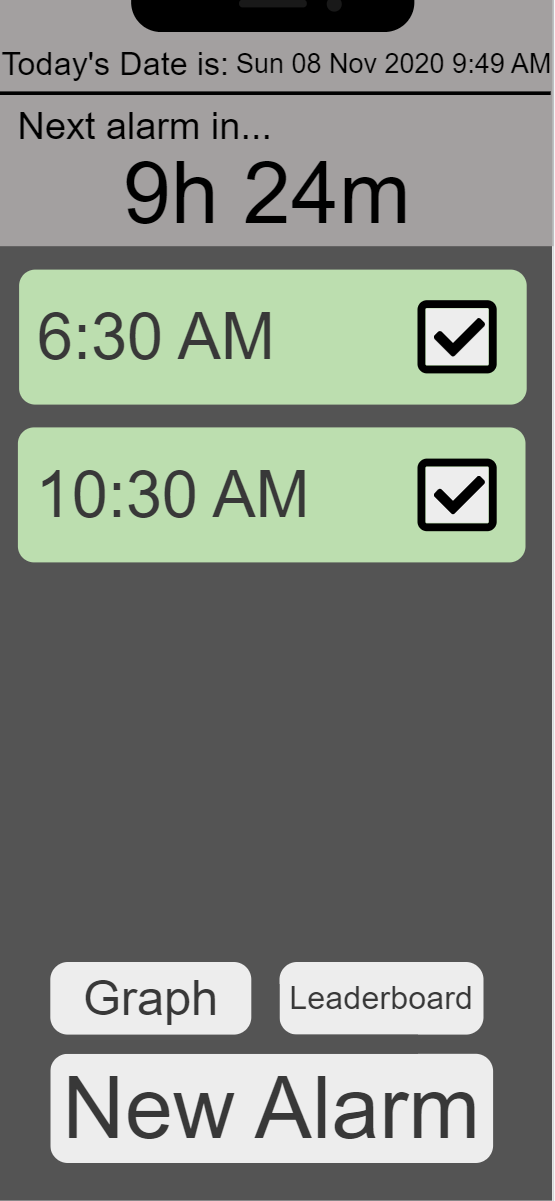 Today's Date is: Sun 08 Nov 2020 9:49 AM
Next alarm in...
9h 24m
6:30 AM
10:30 AM
Graph Leaderboard
New Alarm